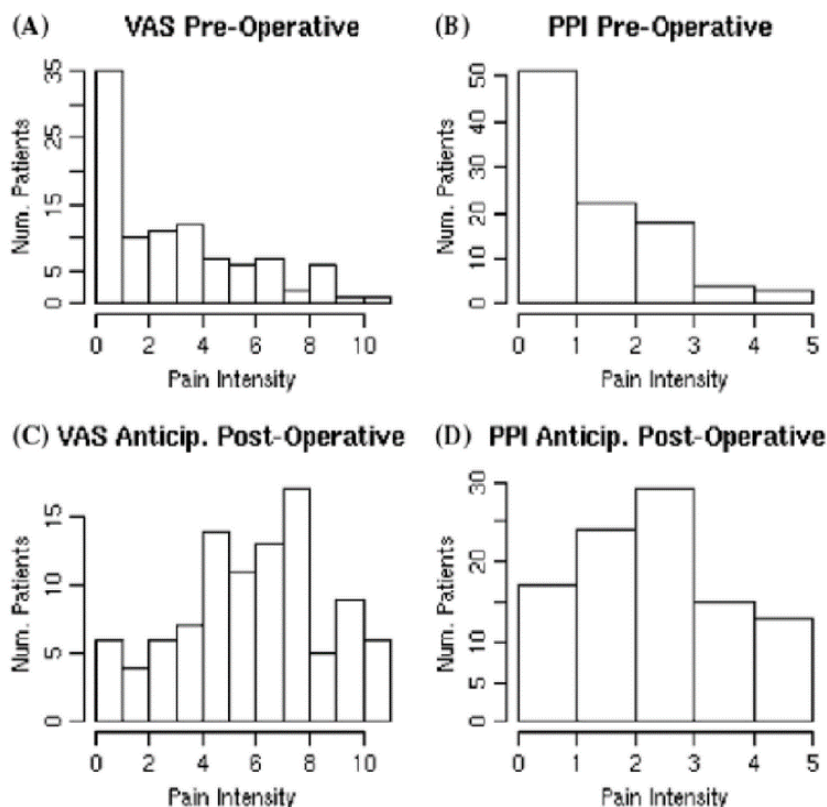 (A) VAS Pre-Operative
35
25
15
5
0
Num. Patients
0 2 4 6 8 10
Pain Intensity
(B) PPI Pre-Operative
50
40
30
20
10
0
Num. Patients
0 1 2 3 4 5
Pain Intensity
(C) VAS Anticip. Post-Operative
15
10
5
0
Num. Patients
0 2 4 6 8 10
Pain Intensity
(D) PPI Anticip. Post-Operative
30
20
10
5
0
Num. Patients
0 1 2 3 4 5
Pain Intensity